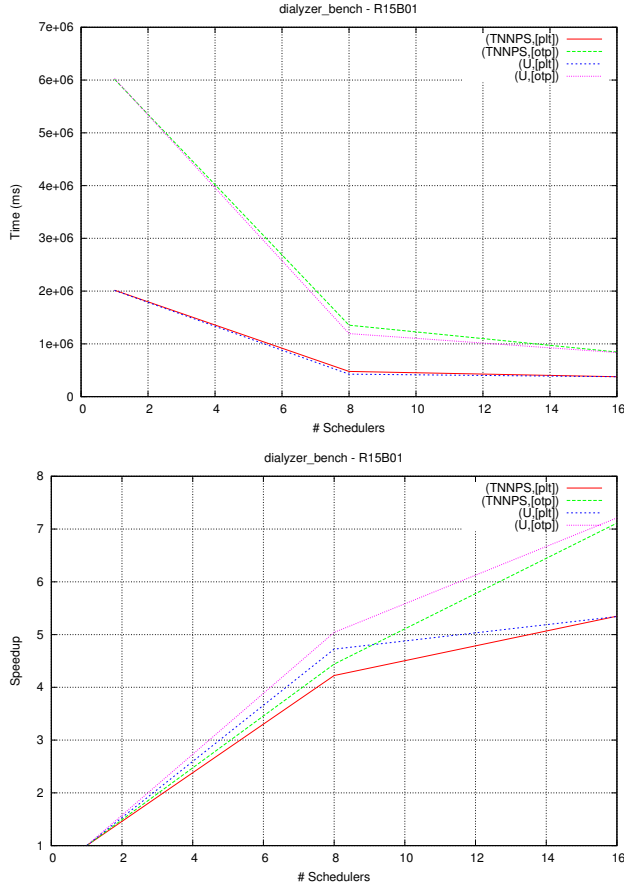 dialyzer_bench - R15B01
7e+06
6e+06
5e+06
4e+06
3e+06
2e+06
1e+06
0
Time (ms)
(TNNPS,[plt])
(TNNPS,[otp])
(U,[plt])
(U,[otp])
0 2 4 6 8 10 12 14 16
# Schedulers
dialyzer_bench - R15B01
8
7
6
5
4
3
2
1
Speedup
(TNNPS,[plt])
(TNNPS,[otp])
(U,[plt])
(U,[otp])
0 2 4 6 8 10 12 14 16
# Schedulers